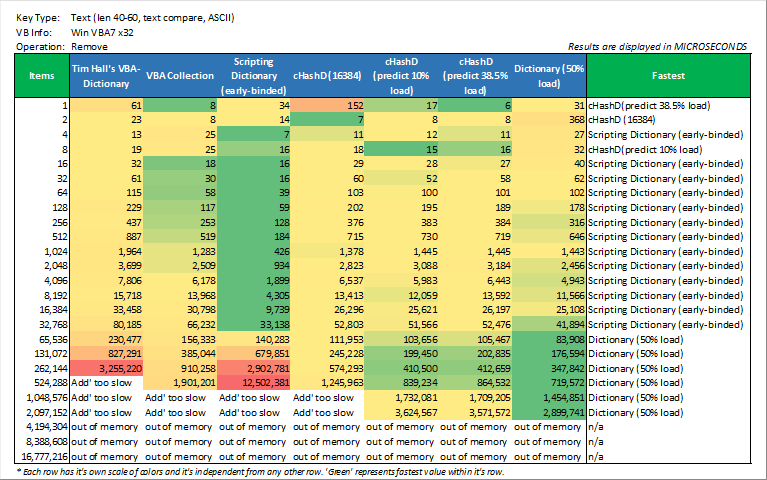 Key Type: Text (len 40-60, text compare, ASCII)
VB Info: Win VBA7 x32
Operation: Remove
Results are displayed in MICROSECONDS
Items Tim Hall's VBA-Dictionary VBA Collection Scripting Dictionary (early-binded) cHashD (16384) cHashD (predict 10% load) cHashD (predict 38.5% load) Dictionary (50% load) Fastest
1 61 8 34 152 17 6 31 cHashD(predict 38.5% load)
2 23 8 14 7 8 8 368 cHashD (16384)
4 13 25 7 11 12 11 27 Scripting Dictionary (early-binded)
8 19 25 16 18 15 16 32 cHashD(predict 10% load)
16 32 18 16 29 28 27 40 Scripting Dictionary (early-binded)
32 61 30 16 60 52 58 62 Scripting Dictionary (early-binded)
64 115 58 39 103 100 101 102 Scripting Dictionary (early-binded)
128 229 117 59 202 195 189 178 Scripting Dictionary (early-binded)
256 437 253 128 376 383 384 316 Scripting Dictionary (early-binded)
512 887 519 184 715 730 719 646 Scripting Dictionary (early-binded)
1,024 1,964 1,283 426 1,378 1,445 1,445 1,443 Scripting Dictionary (early-binded)
2,048 3,699 2,509 934 2,823 3,088 3,184 2,456 Scripting Dictionary (early-binded)
4,096 7,806 6,178 1,899 6,537 5,983 6,443 4,943 Scripting Dictionary (early-binded)
8,192 15,718 13,968 4,305 13,413 12,059 13,592 11,566 Scripting Dictionary (early-binded)
16,384 33,458 30,798 9,739 26,296 25,621 26,197 25,108 Scripting Dictionary (early-binded)
32,768 80,185 66,232 33,138 52,803 51,566 52,476 41,894 Scripting Dictionary (early-binded)
65,536 230,477 156,333 140,283 111,953 103,656 105,467 83,908 Dictionary (50% load)
131,072 827,291 385,044 679,851 245,228 199,450 202,835 176,594 Dictionary (50% load)
262,144 3,255,220 910,258 2,902,781 574,293 410,500 412,659 347,842 Dictionary (50% load)
524,288 Add' too slow 1,901,201 12,502,381 1,245,963 839,234 864,532 719,572 Dictionary (50% load)
1,048,576 Add' too slow Add' too slow Add' too slow Add' too slow 1,732,081 1,709,205 1,454,851 Dictionary (50% load)
2,097,152 Add' too slow Add' too slow Add' too slow Add' too slow 3,624,567 3,571,572 2,899,741 Dictionary (50% load)
4,194,304 out of memory out of memory out of memory out of memory out of memory out of memory out of memory n/a
8,388,608 out of memory out of memory out of memory out of memory out of memory out of memory out of memory n/a
16,777,216 out of memory out of memory out of memory out of memory out of memory out of memory out of memory n/a
* Each row has it's own scale of colors and it's independent from any other row. 'Green' represents fastest value within it's row.